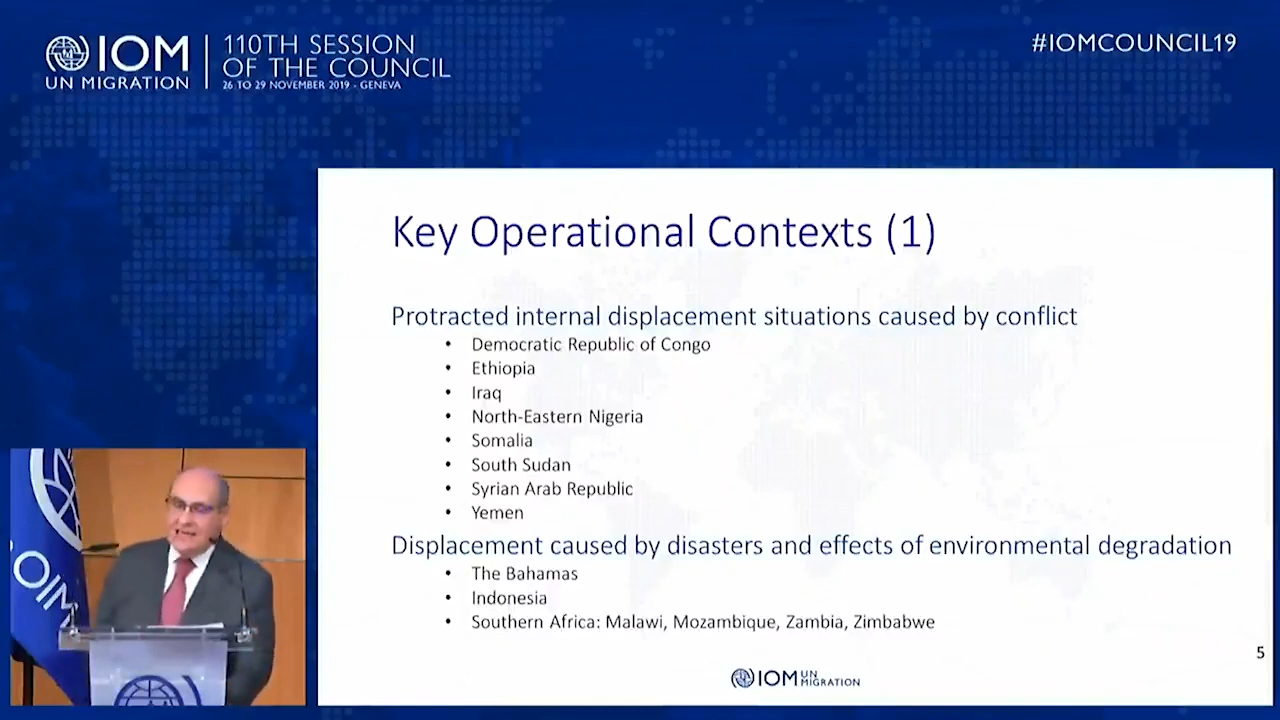 IOM
UN MIGRATION
110TH SESSION
OF THE COUNCIL
26 TO 29 NOVEMBER 2019 - GENEVA
#IOMCOUNCIL19
Key Operational Contexts (1)
Protracted internal displacement situations caused by conflict
• Democratic Republic of Congo
• Ethiopia
• Iraq
• North-Eastern Nigeria
• Somalia
• South Sudan
• Syrian Arab Republic
• Yemen
Displacement caused by disasters and effects of environmental degradation
• The Bahamas
• Indonesia
• Southern Africa: Malawi, Mozambique, Zambia, Zimbabwe
5
IOM UN MIGRATION
OIM